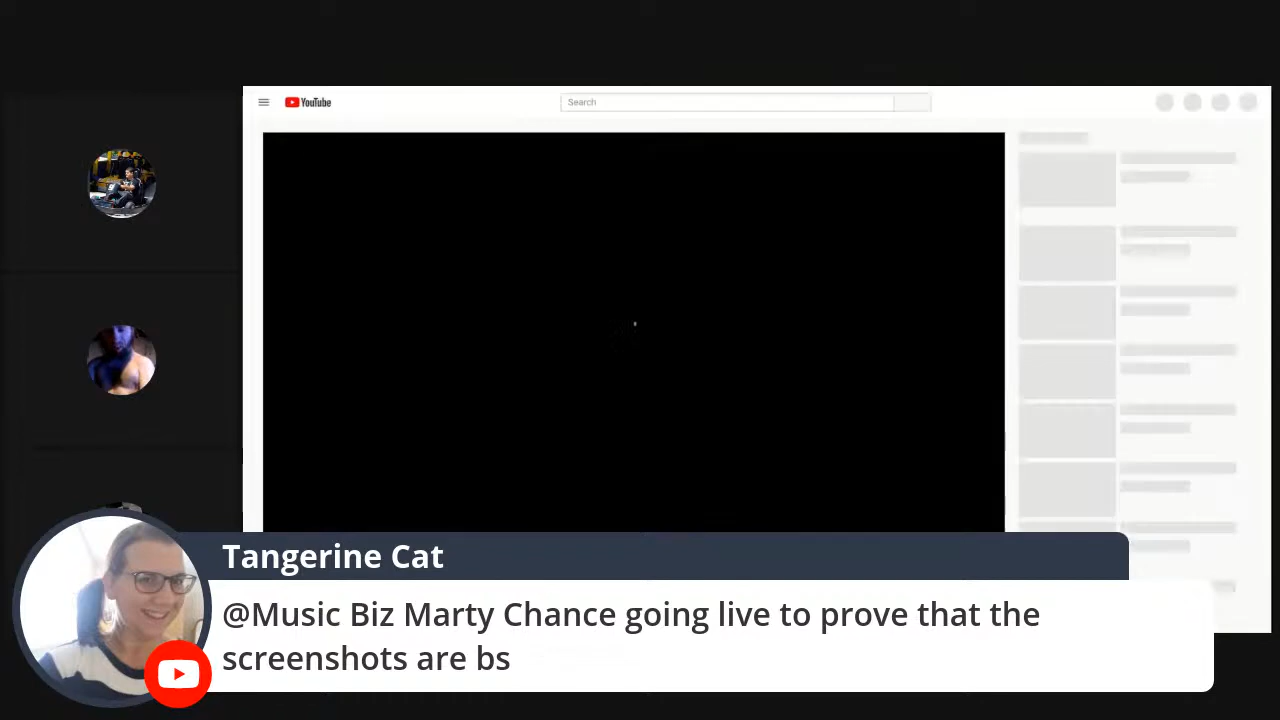 YouTube
Search
Tangerine Cat
@Music Biz Marty Chance going live to prove that the
screenshots are bs